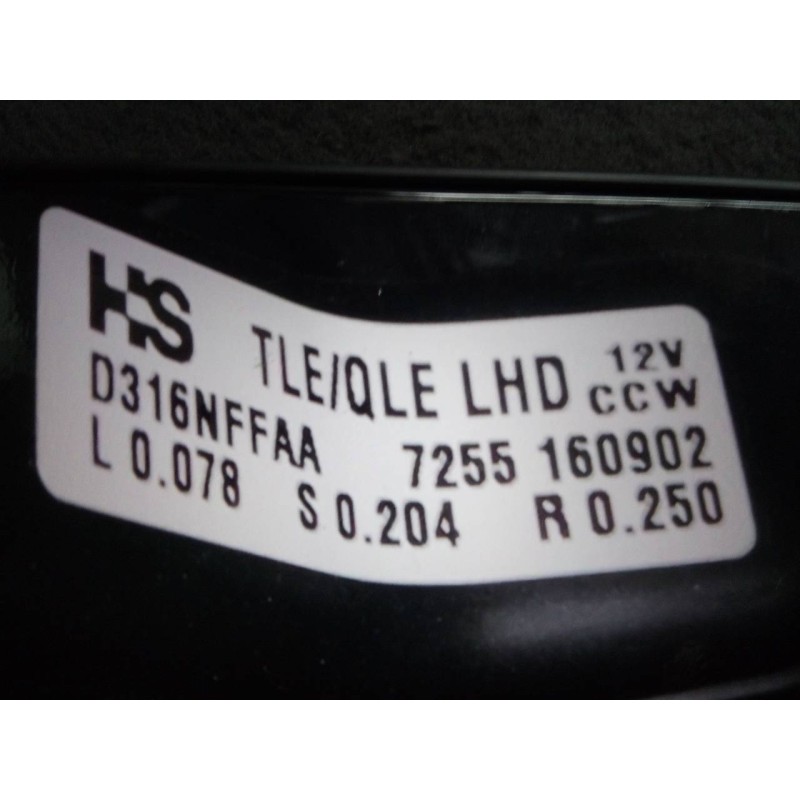 HS
TLE/QLE LHD 12V CCW
D316NFFAA 7255 160902
L 0.078 S 0.204 R 0.250